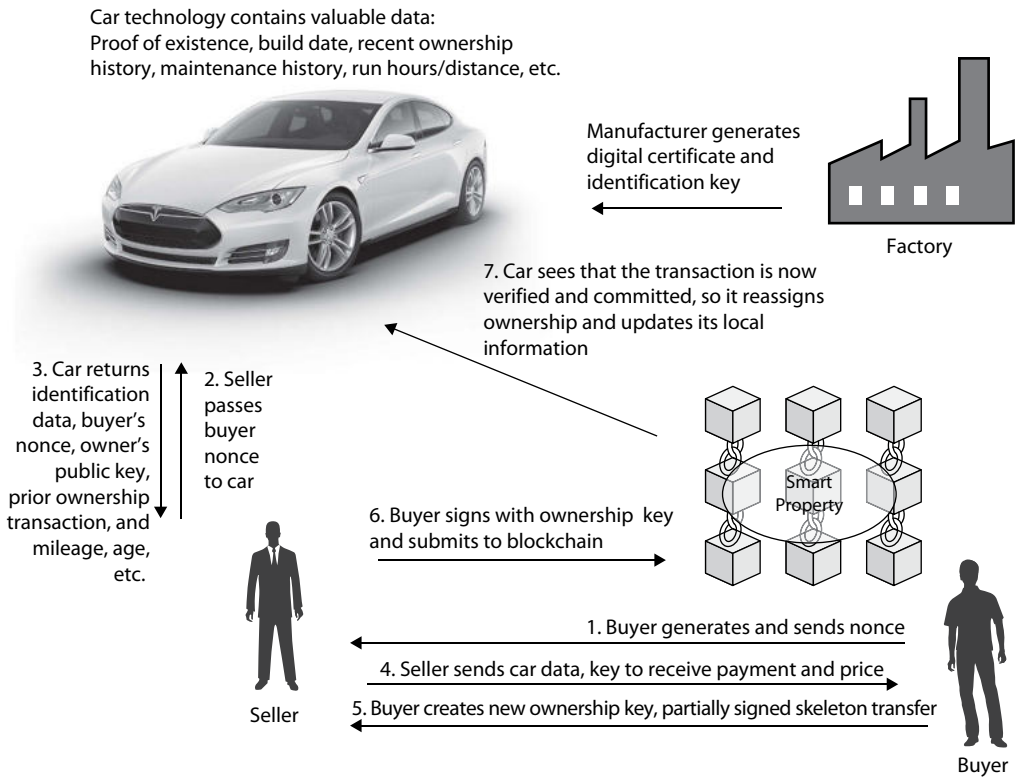 Car technology contains valuable data:
Proof of existence, build date, recent ownership
history, maintenance history, run hours/distance, etc.
Manufacturer generates
digital certificate and
identification key
Factory
7. Car sees that the transaction is now
verified and committed, so it reassigns
ownership and updates its local
information
3. Car returns
identification
data, buyer's
nonce, owner's
public key,
prior ownership
transaction, and
mileage, age,
etc.
2. Seller
passes
buyer
nonce
to car
Smart
Property
6. Buyer signs with ownership key
and submits to blockchain
1. Buyer generates and sends nonce
4. Seller sends car data, key to receive payment and price
5. Buyer creates new ownership key, partially signed skeleton transfer
Seller
Buyer